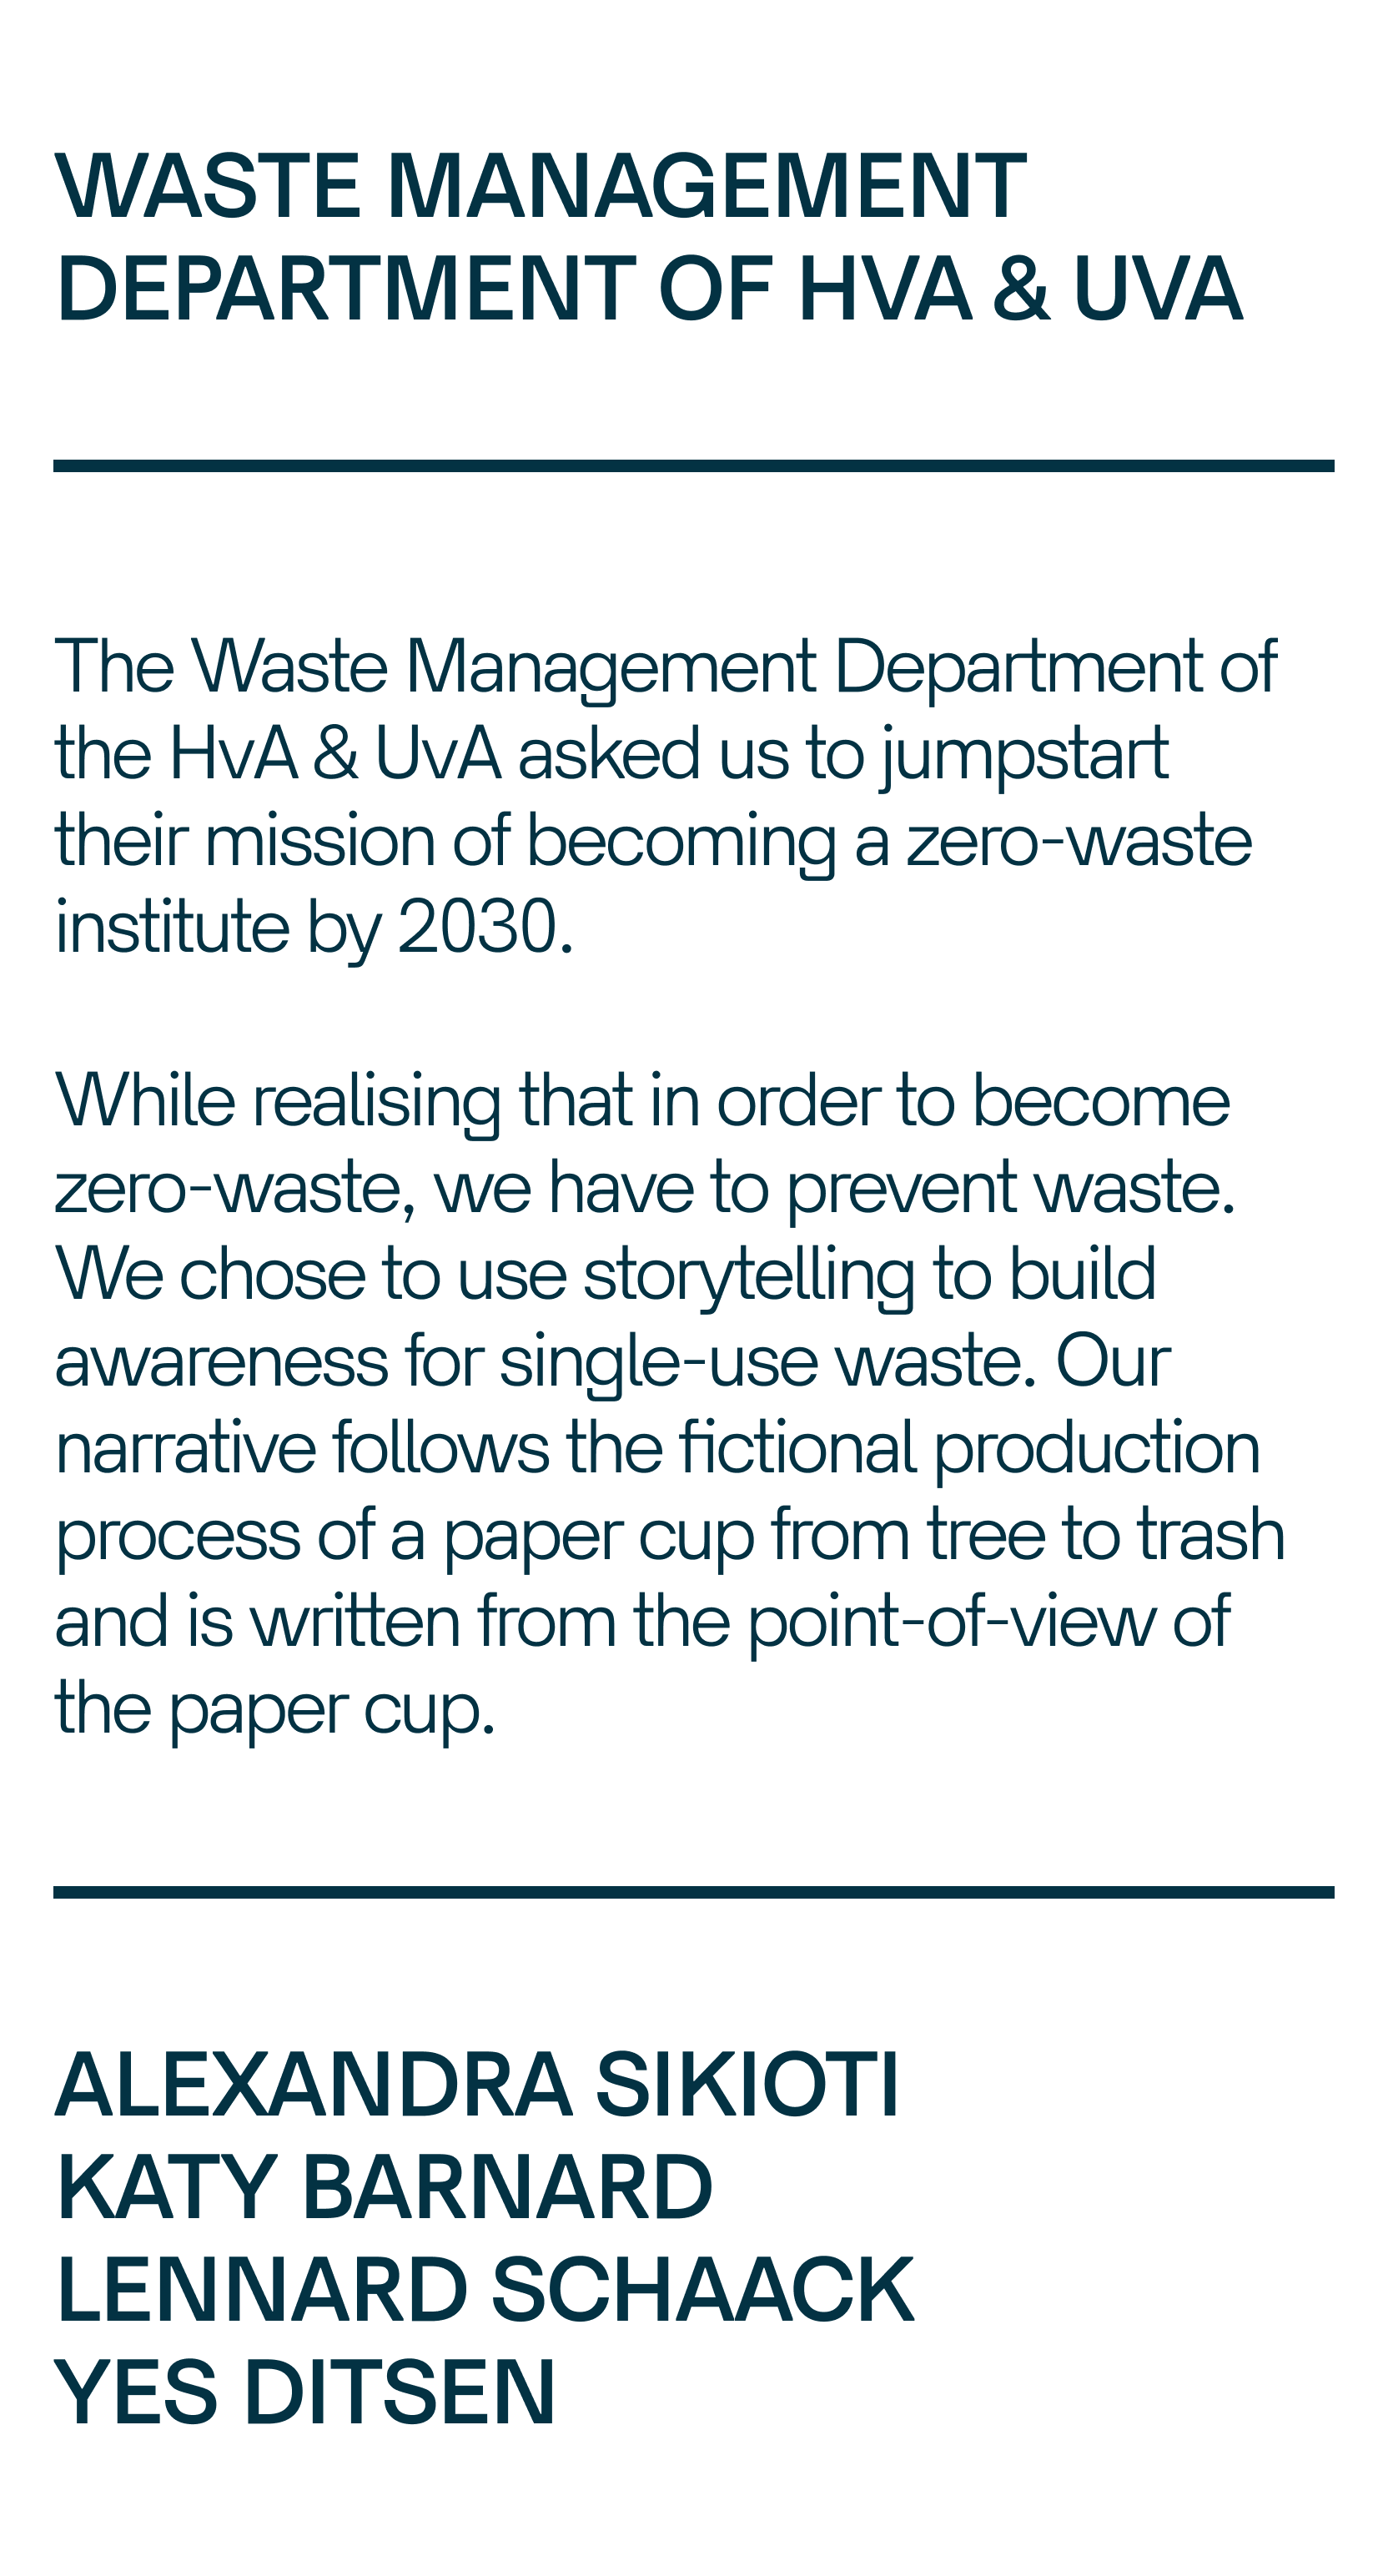 WASTE MANAGEMENT
DEPARTMENT OF HVA & UVA
The Waste Management Department of
the HvA & UvA asked us to jumpstart
their mission of becoming a zero-waste
institute by 2030.
While realising that in order to become
zero-waste, we have to prevent waste.
We chose to use storytelling to build
awareness for single-use waste. Our
narrative follows the fictional production
process of a paper cup from tree to trash
and is written from the point-of-view of
the paper cup.
ALEXANDRA SIKIOTI
KATY BARNARD
LENNARD SCHAACK
YES DITSEN